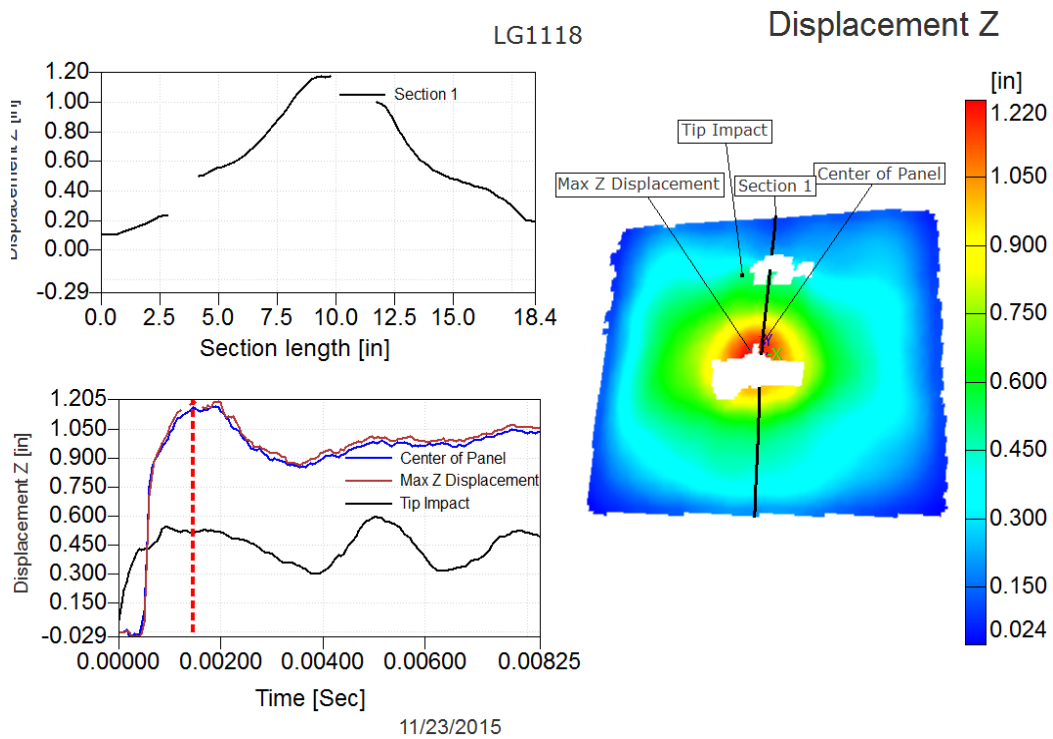 LG1118
Displacement Z
1.20
1.00
0.80
0.60
0.40
0.20
0.00
-0.29
Displacement Z [in]
Section 1
0.0 2.5 5.0 7.5 10.0 12.5 15.0 18.4
Section length [in]
1.205
1.050
0.900
0.750
0.600
0.450
0.300
0.150
-0.029
Displacement Z [in]
Center of Panel
Max Z Displacement
Tip Impact
0.00000 0.00200 0.00400 0.00600 0.00825
Time [Sec]
11/23/2015
Tip Impact
Max Z Displacement
Section 1
Center of Panel
Y
X
[in]
1.220
1.050
0.900
0.750
0.600
0.450
0.300
0.150
0.024